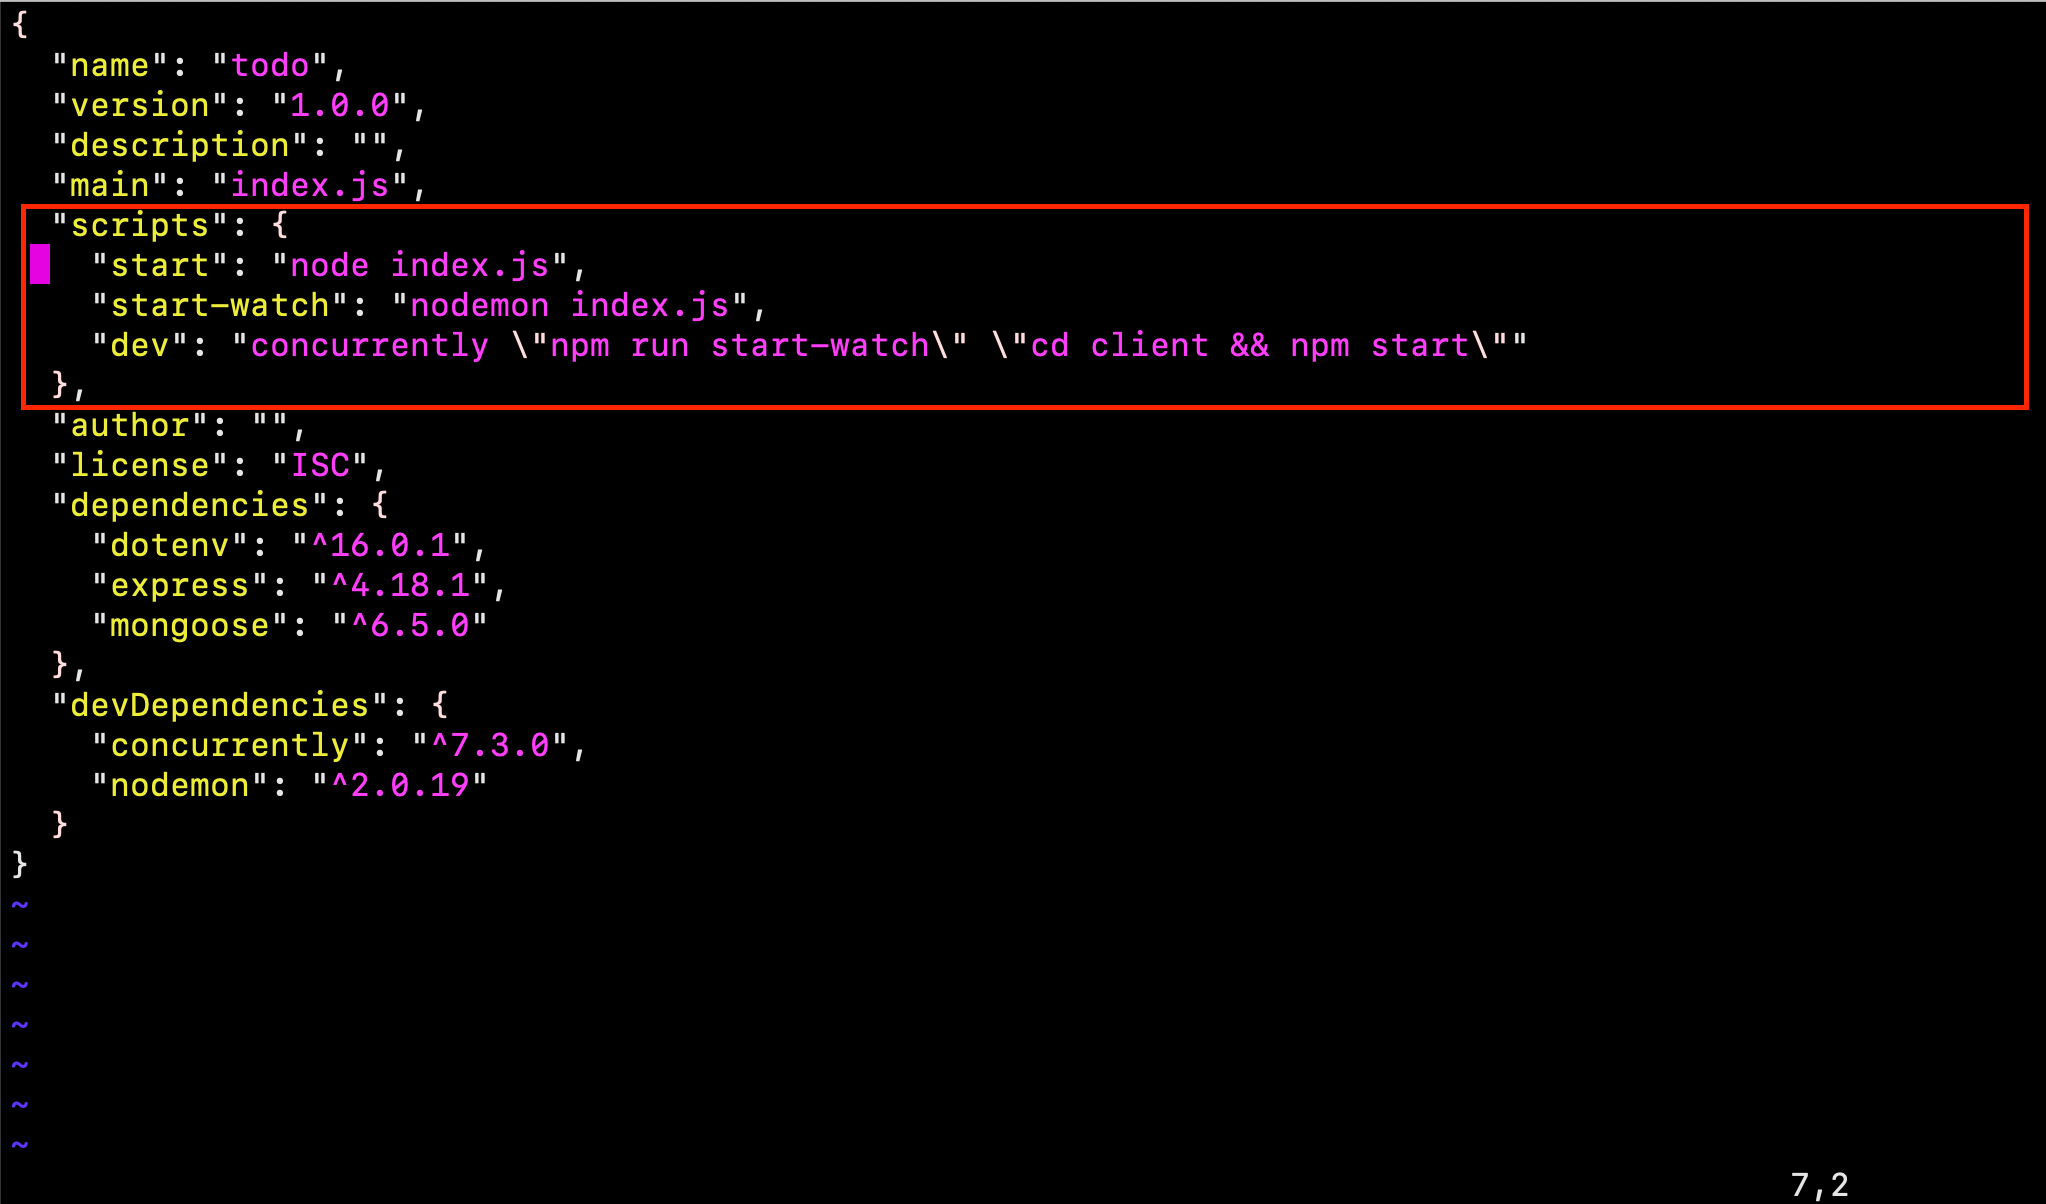 {
  "name": "todo",
  "version": "1.0.0",
  "description": "",
  "main": "index.js",
  "scripts": {
    "start": "node index.js",
    "start-watch": "nodemon index.js",
    "dev": "concurrently \"npm run start-watch\" \"cd client && npm start\""
  },
  "author": "",
  "license": "ISC",
  "dependencies": {
    "dotenv": "^16.0.1",
    "express": "^4.18.1",
    "mongoose": "^6.5.0"
  },
  "devDependencies": {
    "concurrently": "^7.3.0",
    "nodemon": "^2.0.19"
  }
}
~
~
~
~
~
~
~
7,2